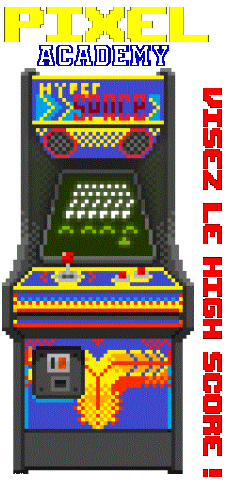 PIXEL
ACADEMY
HYPER
SPACE
VISEZ LE HIGH SCORE !